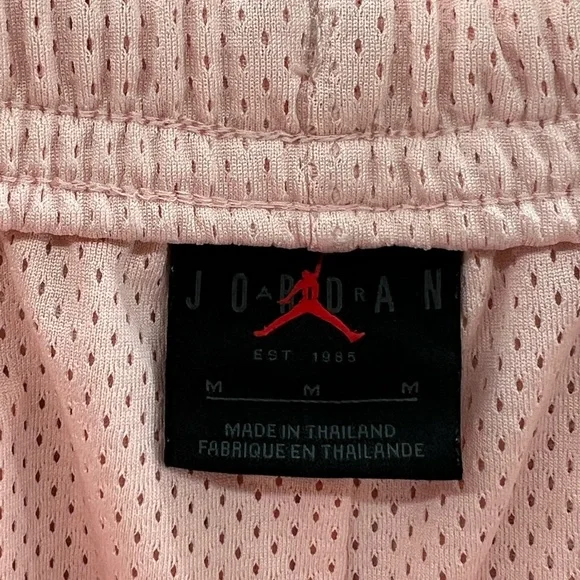 JORDAN
AIR
EST 1985
M M M
MADE IN THAILAND
FABRIQUE EN THAILANDE